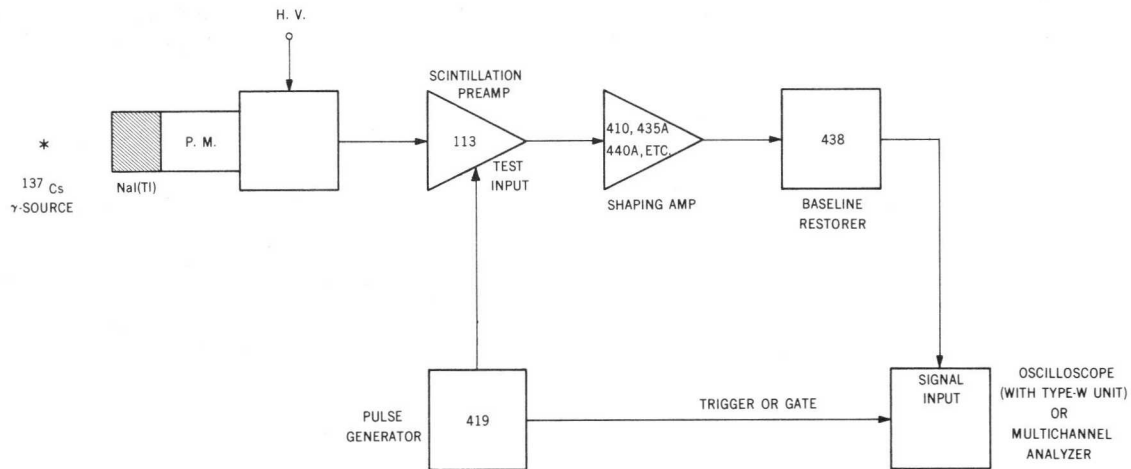 H. V.
SCINTILLATION
PREAMP
P. M.
113
410, 435A
440A, ETC.
438
TEST
INPUT
137 Cs
γ-SOURCE
NaI(Tl)
SHAPING AMP
BASELINE
RESTORER
PULSE
GENERATOR
419
TRIGGER OR GATE
SIGNAL
INPUT
OSCILLOSCOPE
(WITH TYPE-W UNIT)
OR
MULTICHANNEL
ANALYZER